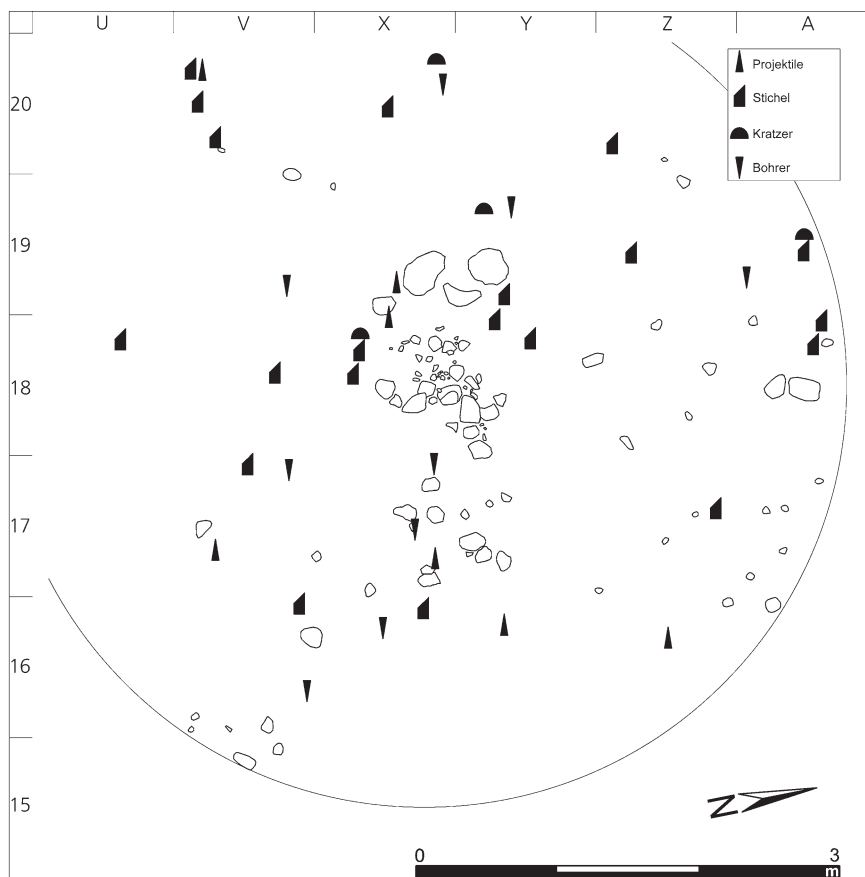 U V X Y Z A
Projektile
Stichel
20
Kratzer
Bohrer
19
18
17
16
15
N
0 3
m